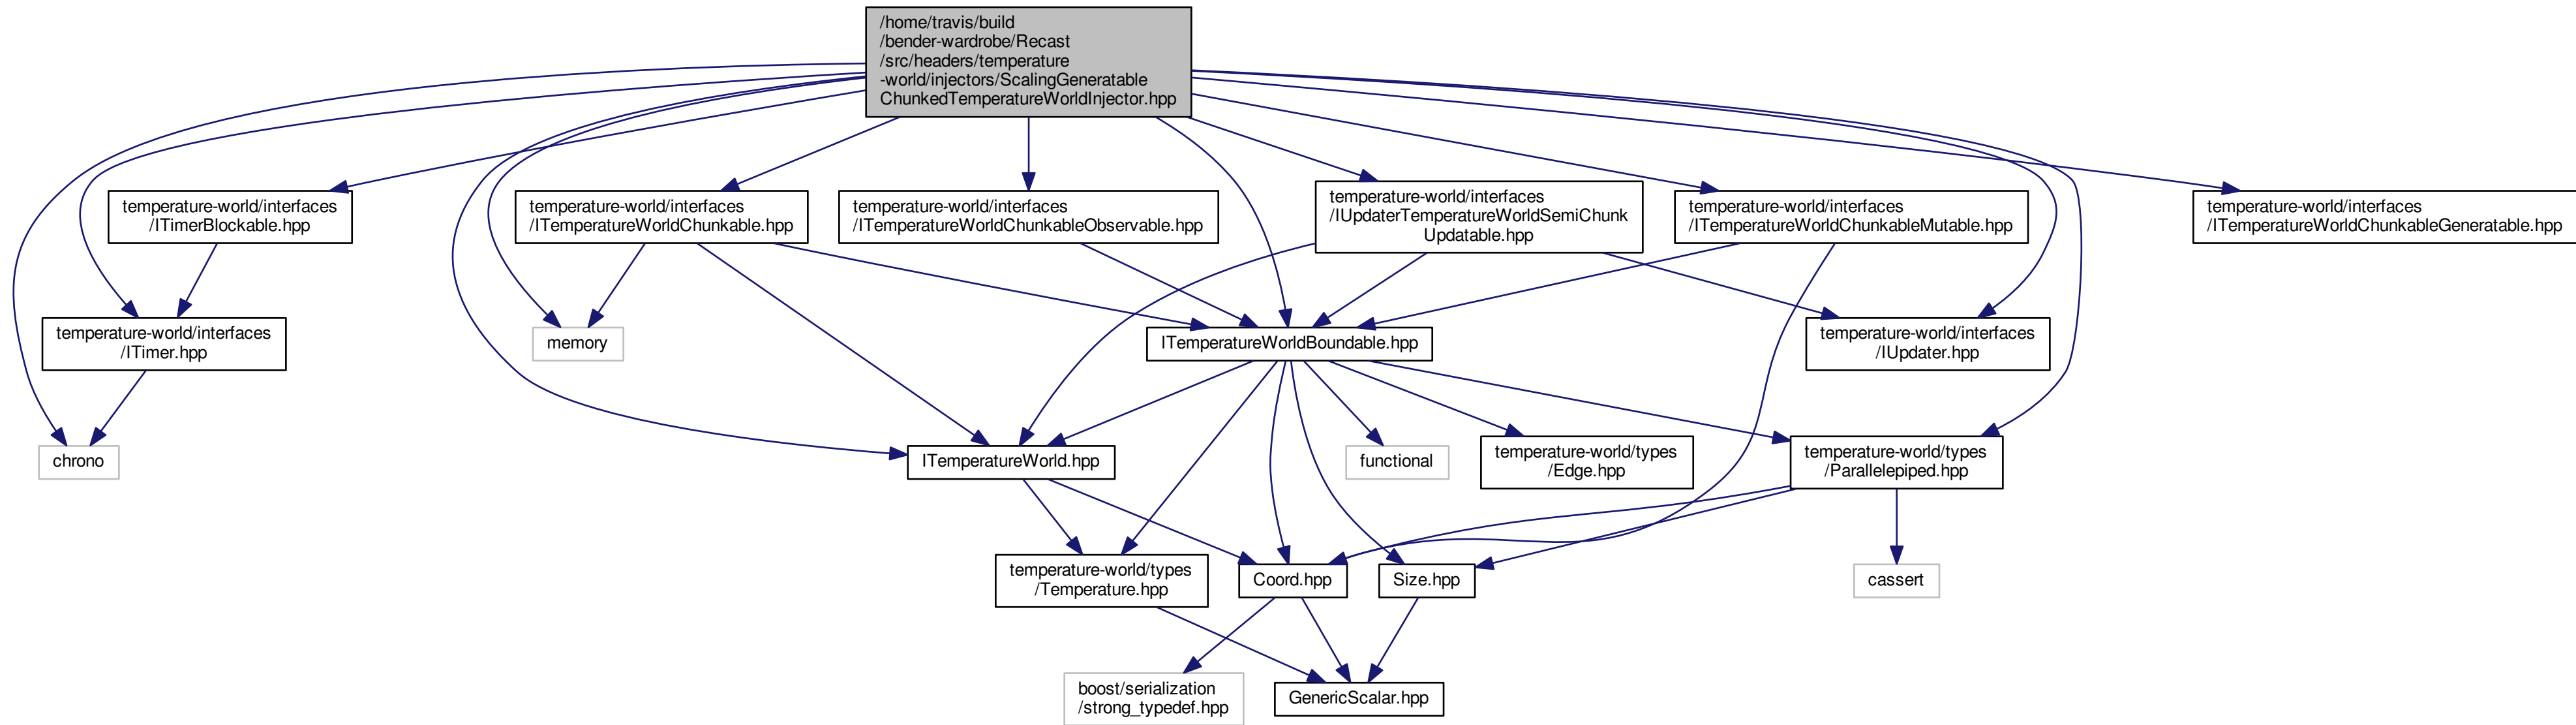 /home/travis/build
/bender-wardrobe/Recast
/src/headers/temperature
-world/injectors/ScalingGeneratable
ChunkedTemperatureWorldInjector.hpp
temperature-world/interfaces
/ITimerBlockable.hpp
temperature-world/interfaces
/ITemperatureWorldChunkable.hpp
temperature-world/interfaces
/ITemperatureWorldChunkableObservable.hpp
temperature-world/interfaces
/IUpdaterTemperatureWorldSemiChunk
Updatable.hpp
temperature-world/interfaces
/ITemperatureWorldChunkableMutable.hpp
temperature-world/interfaces
/ITemperatureWorldChunkableGeneratable.hpp
temperature-world/interfaces
/ITimer.hpp
memory
ITemperatureWorldBoundable.hpp
temperature-world/interfaces
/IUpdater.hpp
chrono
ITemperatureWorld.hpp
functional
temperature-world/types
/Edge.hpp
temperature-world/types
/Parallelepiped.hpp
temperature-world/types
/Temperature.hpp
Coord.hpp
Size.hpp
cassert
boost/serialization
/strong_typedef.hpp
GenericScalar.hpp